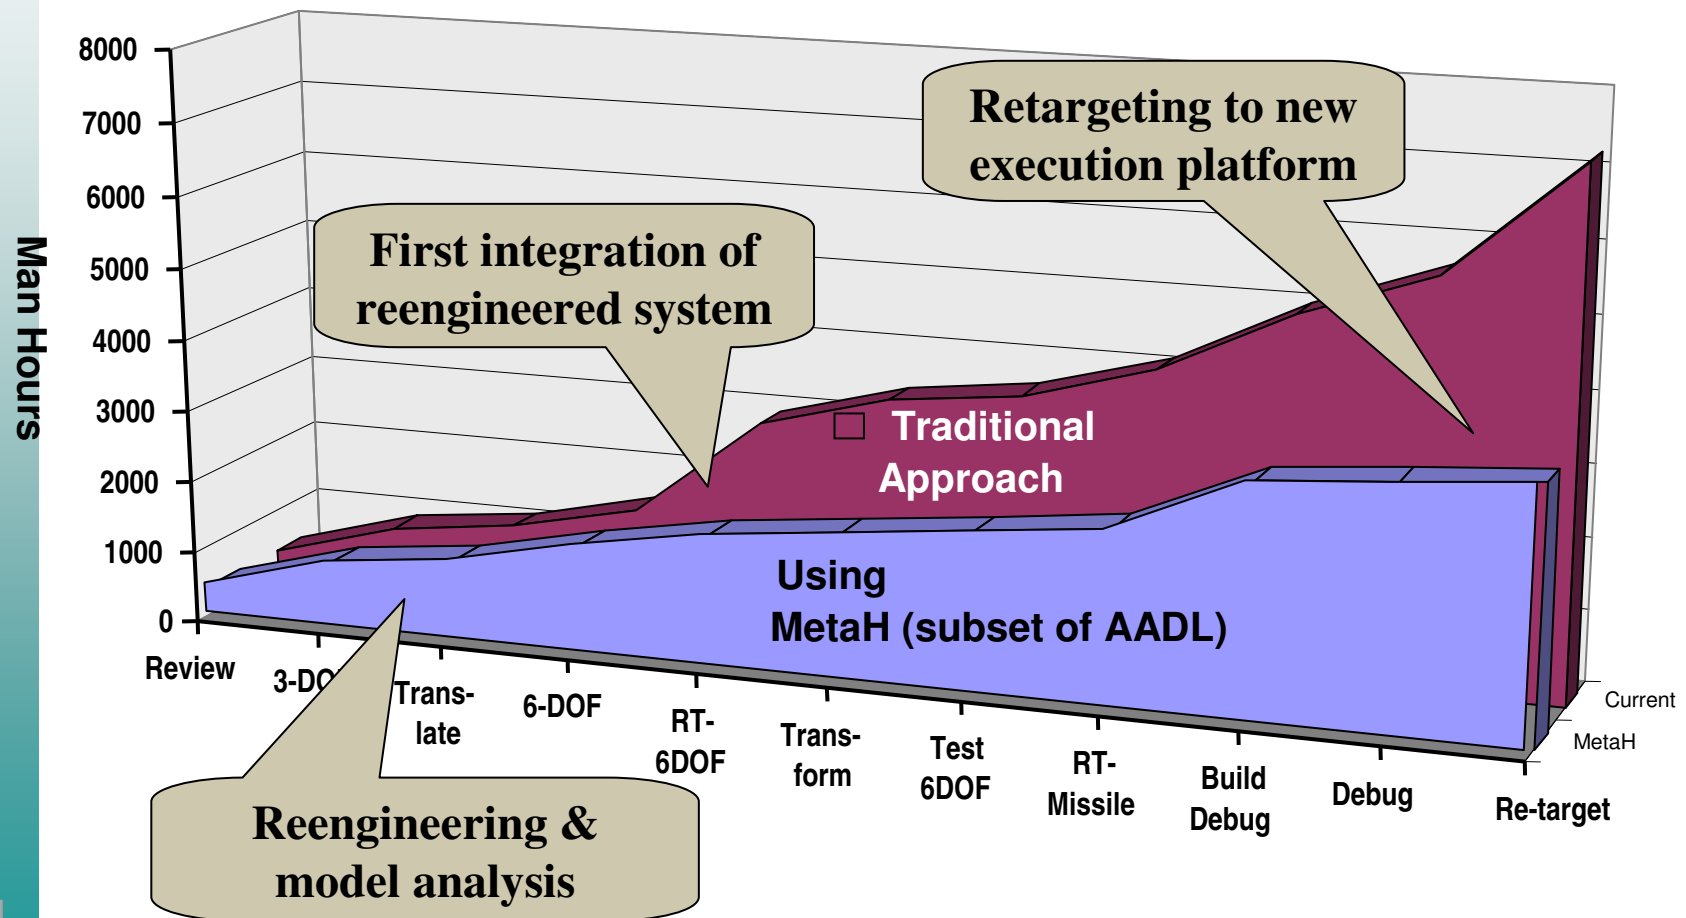 8000
7000
6000
5000
4000
3000
2000
1000
0
Man Hours
Retargeting to new
execution platform
First integration of
reengineered system
Traditional
Approach
Using
MetaH (subset of AADL)
Review
3-DO
Trans-
late
6-DOF
RT-
6DOF
Trans-
form
Test
6DOF
RT-
Missile
Build
Debug
Debug
Re-target
Current
MetaH
Reengineering &
model analysis